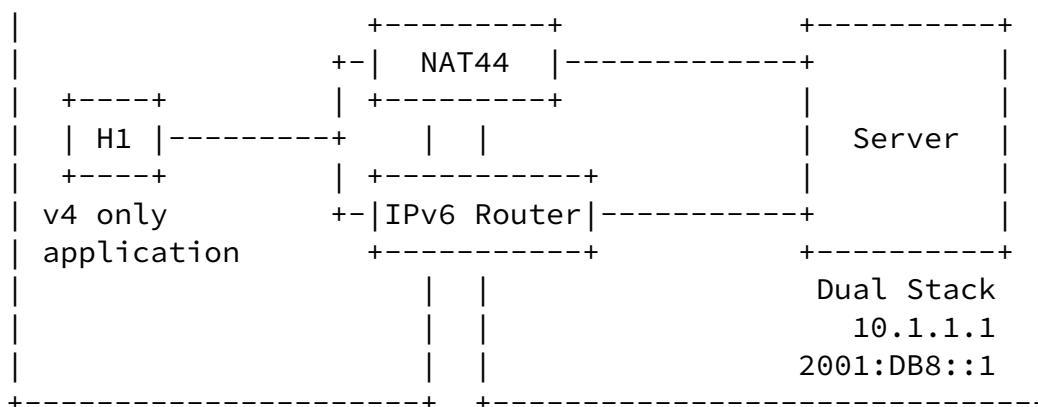 NAT44
H1
Server
v4 only
IPv6 Router
application
Dual Stack
10.1.1.1
2001:DB8::1